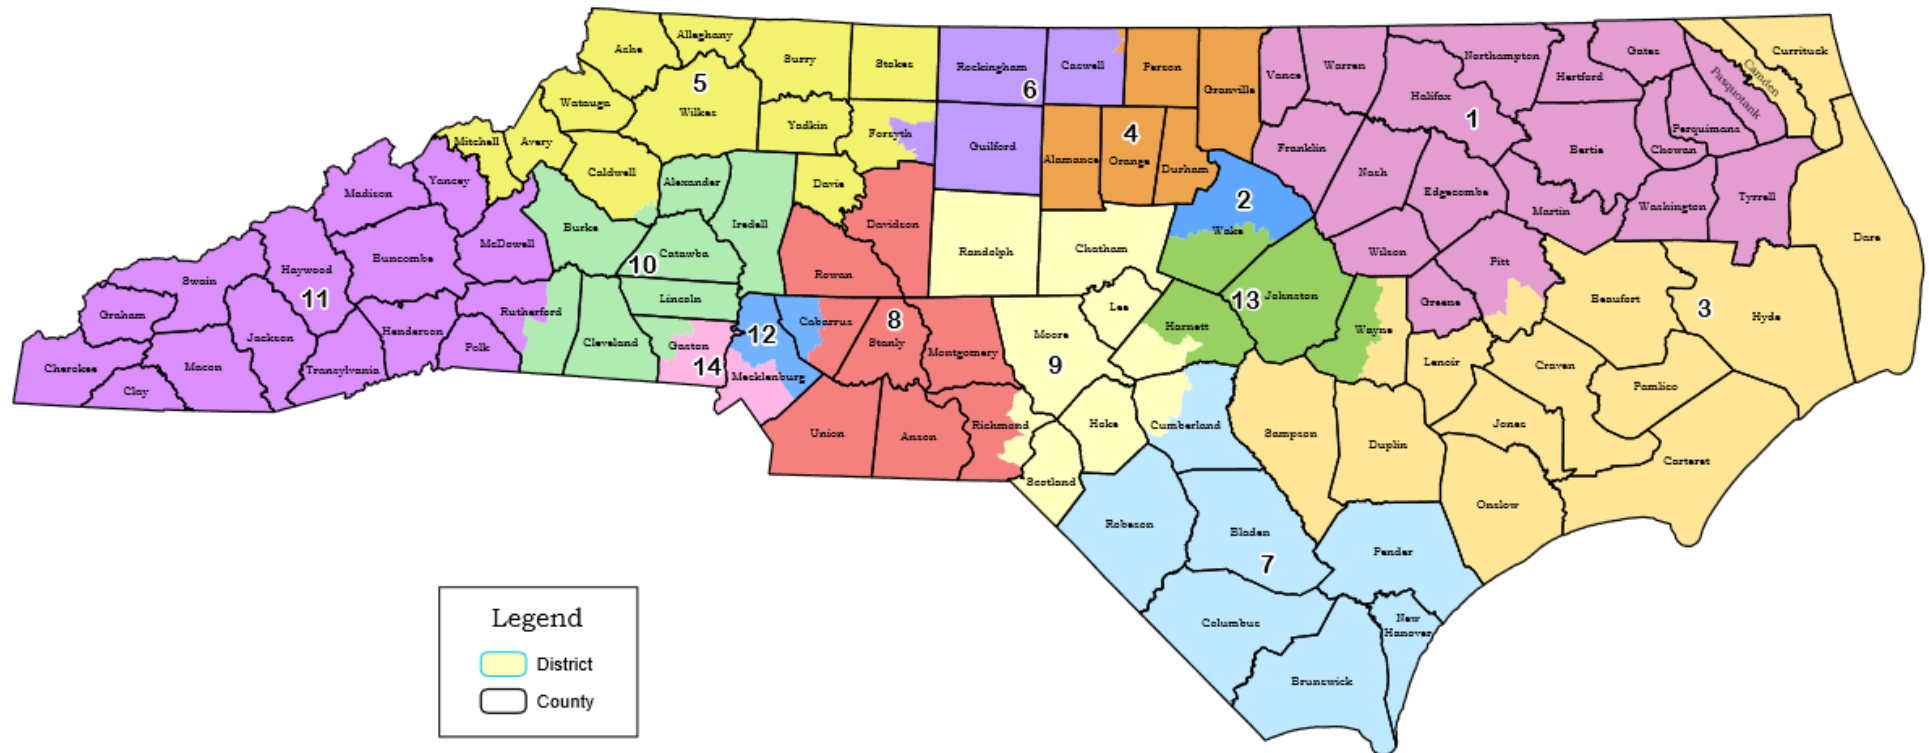 Alleghany
Ashe
Surry
Stokes
Rockingham
Caswell
Person
Granville
Vance
Warren
Northampton
Gates
Hertford
Currituck
Camden
Pasquotank
5
6
Watauga
Wilkes
Yadkin
Forsyth
Guilford
Alamance
4
Orange
Durham
Franklin
Halifax
1
Perquimans
Chowan
Bertie
Mitchell
Avery
Caldwell
Alexander
Davie
Iredell
Davidson
Nash
Edgecombe
Martin
Washington
Tyrrell
Dare
Madison
Yancey
McDowell
Burke
10
Catawba
Rowan
Randolph
Chatham
2
Wake
Wilson
Pitt
Greene
Beaufort
3
Hyde
Swain
Haywood
11
Buncombe
Rutherford
Lincoln
12
Cabarrus
8
Stanly
Montgomery
Moore
9
Lee
Harnett
13
Johnston
Wayne
Lenoir
Craven
Pamlico
Graham
Jackson
Henderson
Polk
Cleveland
Gaston
14
Mecklenburg
Cherokee
Clay
Macon
Transylvania
Union
Anson
Richmond
Scotland
Hoke
Cumberland
Sampson
Duplin
Jones
Carteret
Onslow
Robeson
Bladen
7
Pender
Columbus
New
Hanover
Brunswick
Legend
District
County